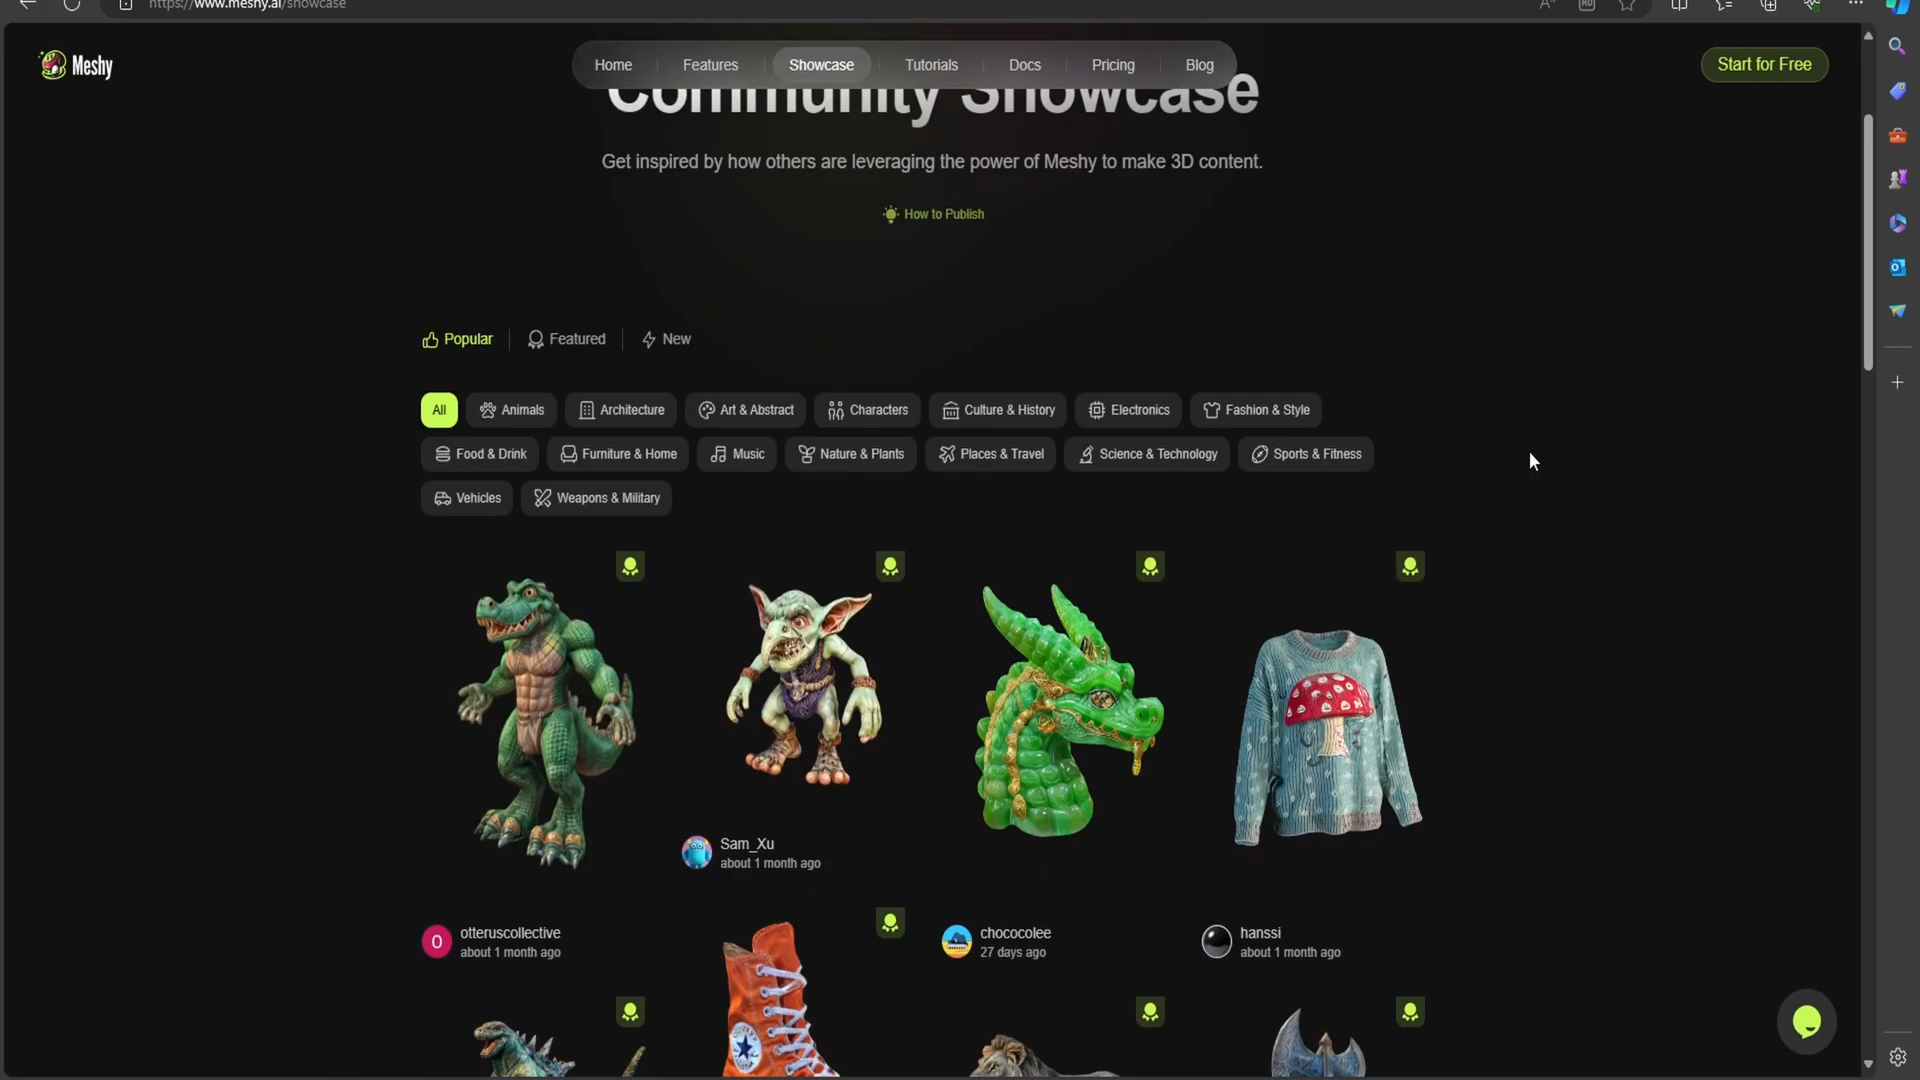 https://www.meshy.ai/showcase
Meshy
Home
Features
Showcase
Tutorials
Docs
Pricing
Blog
Start for Free
Community Showcase
Get inspired by how others are leveraging the power of Meshy to make 3D content.
How to Publish
Popular
Featured
New
All
Animals
Architecture
Art & Abstract
Characters
Culture & History
Electronics
Fashion & Style
Food & Drink
Furniture & Home
Music
Nature & Plants
Places & Travel
Science & Technology
Sports & Fitness
Vehicles
Weapons & Military
Sam_Xu
about 1 month ago
O
otteruscollective
about 1 month ago
chococolee
27 days ago
hanssi
about 1 month ago